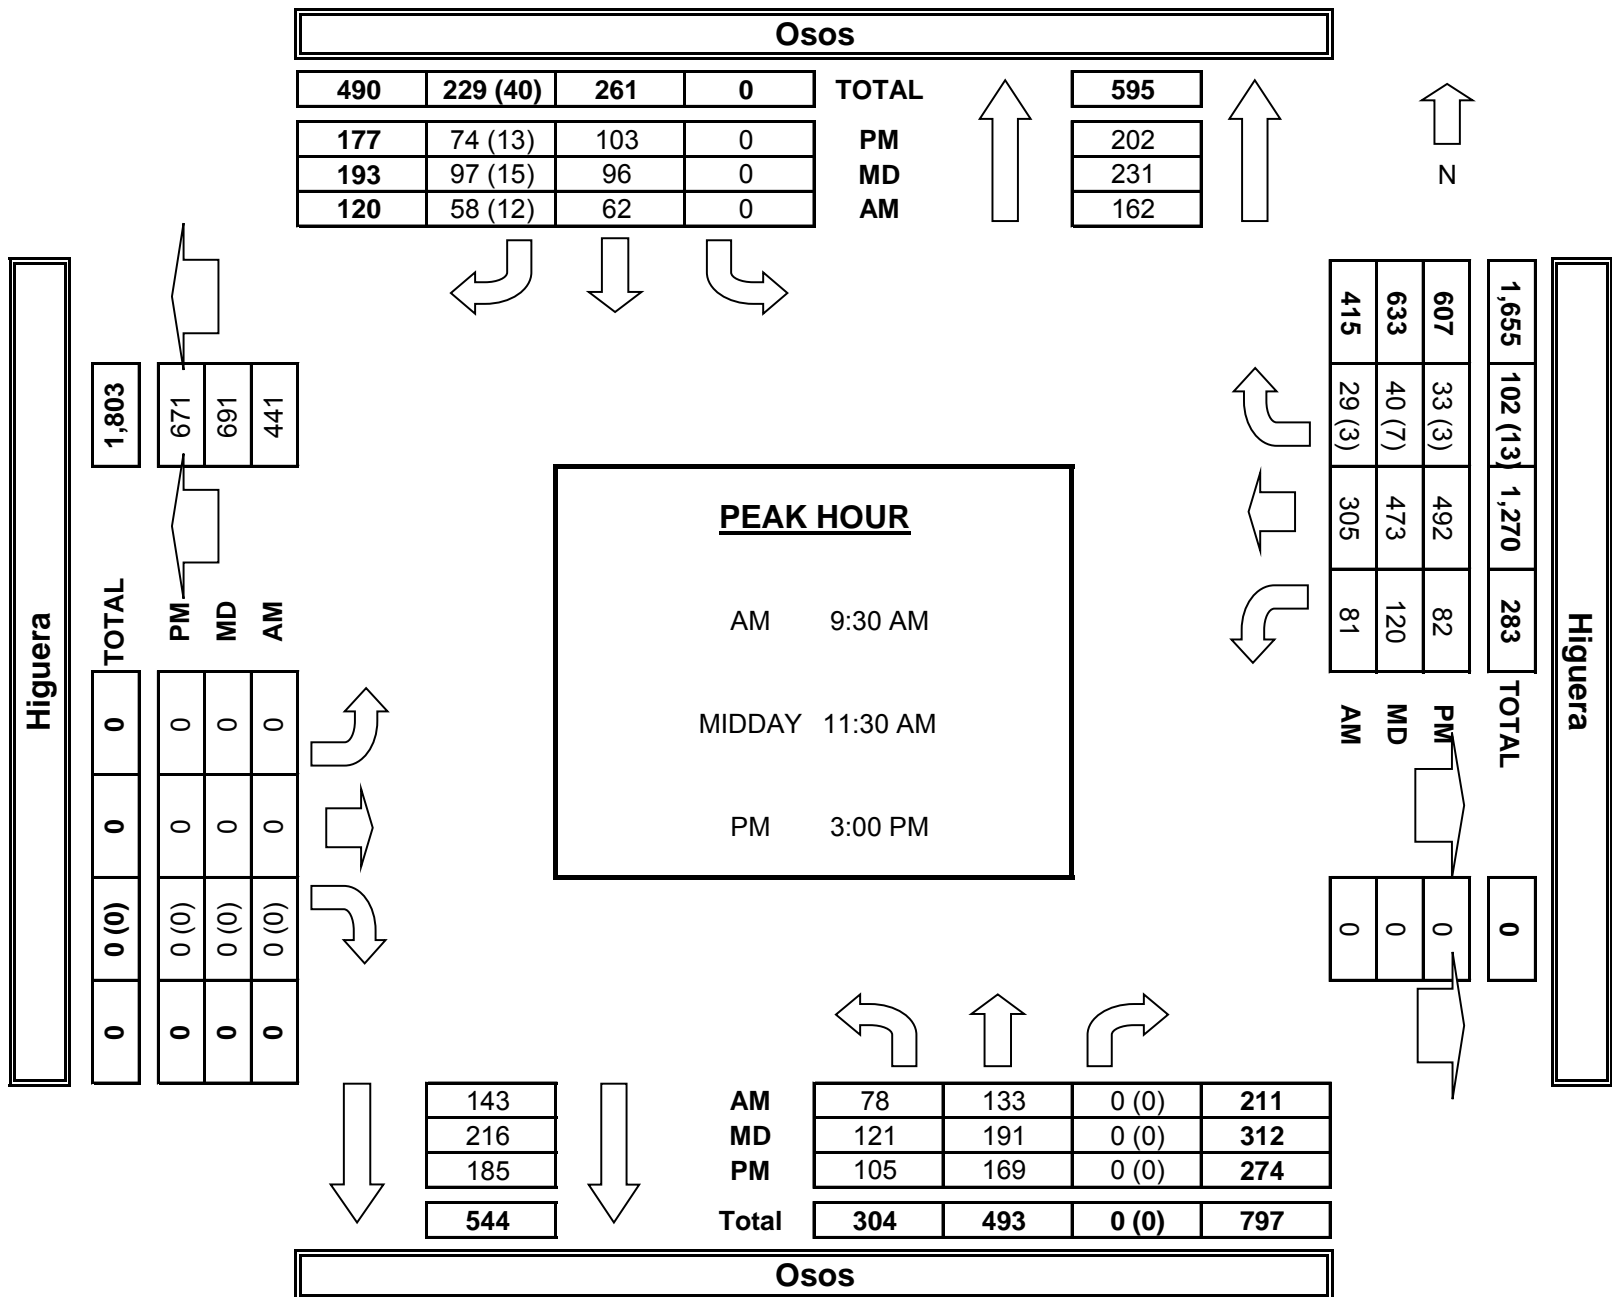 Osos
490 229 (40) 261 0 TOTAL 595
177 74 (13) 103 0 PM 202
193 97 (15) 96 0 MD 231
120 58 (12) 62 0 AM 162
N
Higuera
1,803
671 691 441
TOTAL PM MD AM
0 0 0 0
0 0 0 0
0 (0) 0 (0) 0 (0) 0 (0)
0 0 0 0
PEAK HOUR
AM 9:30 AM
MIDDAY 11:30 AM
PM 3:00 PM
415 633 607 1,655
29 (3) 40 (7) 33 (3) 102 (13)
305 473 492 1,270
81 120 82 283
AM MD PM TOTAL
0 0 0 0
Higuera
143 AM 78 133 0 (0) 211
216 MD 121 191 0 (0) 312
185 PM 105 169 0 (0) 274
544 Total 304 493 0 (0) 797
Osos